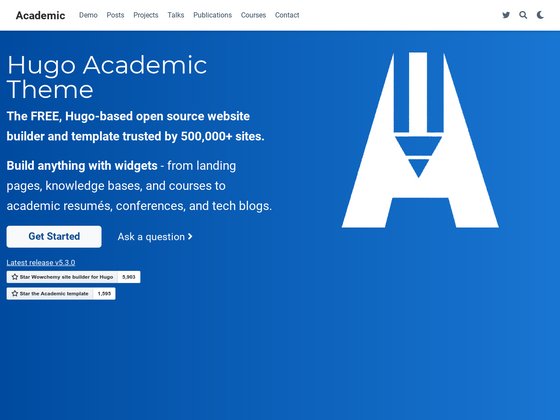 Academic Demo Posts Projects Talks Publications Courses Contact
Hugo Academic
Theme
The FREE, Hugo-based open source website
builder and template trusted by 500,000+ sites.
Build anything with widgets - from landing
pages, knowledge bases, and courses to
academic resumés, conferences, and tech blogs.
Get Started Ask a question
Latest release v5.3.0
Star Wowchemy site builder for Hugo 5,903
Star the Academic template 1,595